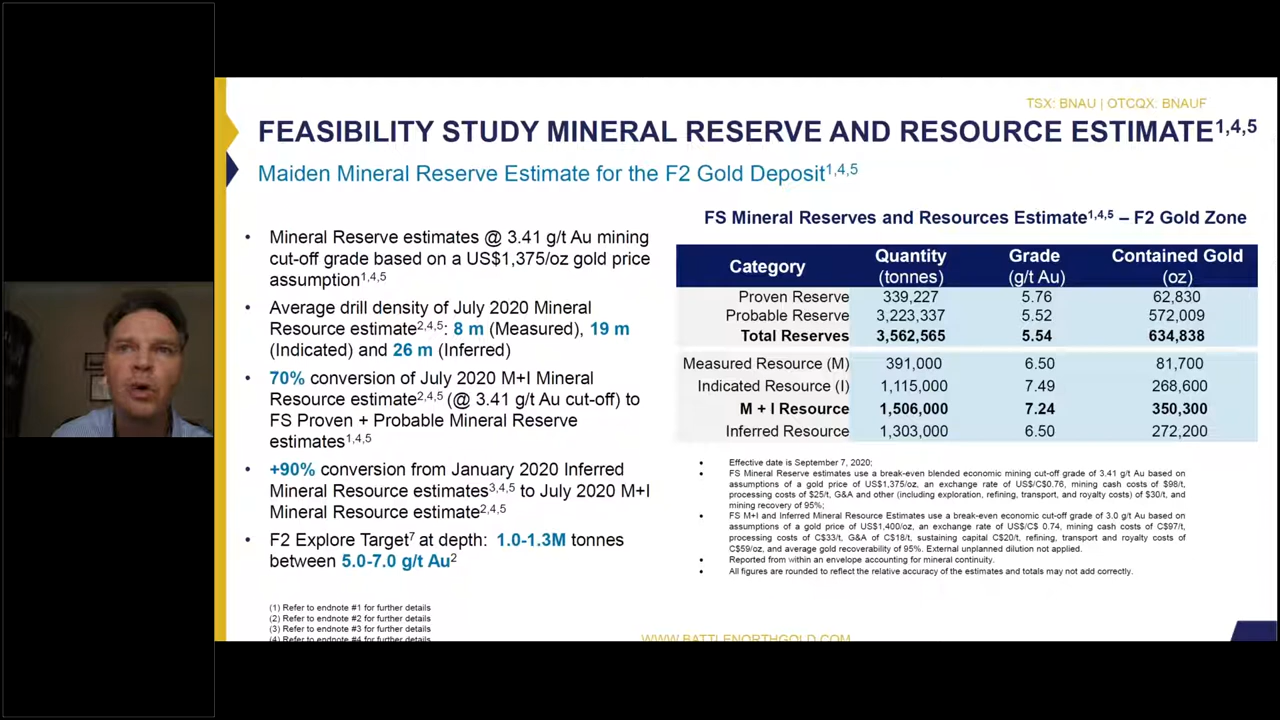 TSX: BNAU | OTCQX: BNAUF
FEASIBILITY STUDY MINERAL RESERVE AND RESOURCE ESTIMATE1,4,5
Maiden Mineral Reserve Estimate for the F2 Gold Deposit1,4,5
• Mineral Reserve estimates @ 3.41 g/t Au mining
cut-off grade based on a US$1,375/oz gold price
assumption1,4,5
• Average drill density of July 2020 Mineral
Resource estimate2,4,5: 8 m (Measured), 19 m
(Indicated) and 26 m (Inferred)
• 70% conversion of July 2020 M+I Mineral
Resource estimate2,4,5 (@ 3.41 g/t Au cut-off) to
FS Proven + Probable Mineral Reserve
estimates1,4,5
• +90% conversion from January 2020 Inferred
Mineral Resource estimates3,4,5 to July 2020 M+I
Mineral Resource estimate2,4,5
• F2 Explore Target7 at depth: 1.0-1.3M tonnes
between 5.0-7.0 g/t Au2
(1) Refer to endnote #1 for further details
(2) Refer to endnote #2 for further details
(3) Refer to endnote #3 for further details
(4) Refer to endnote #4 for further details
FS Mineral Reserves and Resources Estimate1,4,5 – F2 Gold Zone
Category Quantity (tonnes) Grade (g/t Au) Contained Gold (oz)
Proven Reserve 339,227 5.76 62,830
Probable Reserve 3,223,337 5.52 572,009
Total Reserves 3,562,565 5.54 634,838
Measured Resource (M) 391,000 6.50 81,700
Indicated Resource (I) 1,115,000 7.49 268,600
M + I Resource 1,506,000 7.24 350,300
Inferred Resource 1,303,000 6.50 272,200
• Effective date is September 7, 2020;
• FS Mineral Reserve estimates use a break-even blended economic mining cut-off grade of 3.41 g/t Au based on
assumptions of a gold price of US$1,375/oz, an exchange rate of US/C$0.76, mining cash costs of $98/t,
processing costs of $25/t, G&A and other (including exploration, refining, transport, and royalty costs) of $30/t, and
mining recovery of 95%;
• FS M+I and Inferred Mineral Resource Estimates use a break-even economic cut-off grade of 3.0 g/t Au based on
assumptions of a gold price of US$1,400/oz, an exchange rate of US/C$ 0.74, mining cash costs of C$97/t,
processing costs of C$33/t, G&A of C$18/t, sustaining capital C$20/t, refining, transport and royalty costs of
C$59/oz, and average gold recoverability of 95%. External unplanned dilution not applied.
• Reported from within an envelope accounting for mineral continuity.
• All figures are rounded to reflect the relative accuracy of the estimates and totals may not add correctly.
WWW.BATTLENORTHGOLD.COM